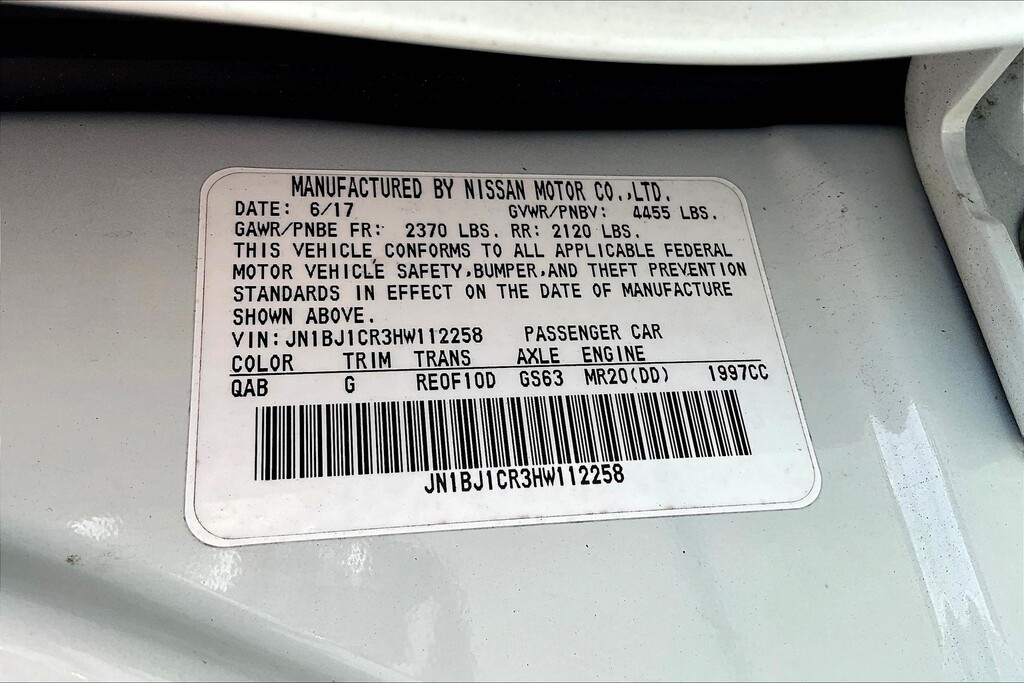 MANUFACTURED BY NISSAN MOTOR CO.,LTD.
DATE: 6/17 GVWR/PNBV: 4455 LBS.
GAWR/PNBE FR: 2370 LBS. RR: 2120 LBS.
THIS VEHICLE CONFORMS TO ALL APPLICABLE FEDERAL
MOTOR VEHICLE SAFETY,BUMPER,AND THEFT PREVENTION
STANDARDS IN EFFECT ON THE DATE OF MANUFACTURE
SHOWN ABOVE.
VIN:JN1BJ1CR3HW112258 PASSENGER CAR
COLOR TRIM TRANS AXLE ENGINE
QAB G RE0F10D GS63 MR20(DD) 1997CC
JN1BJ1CR3HW112258